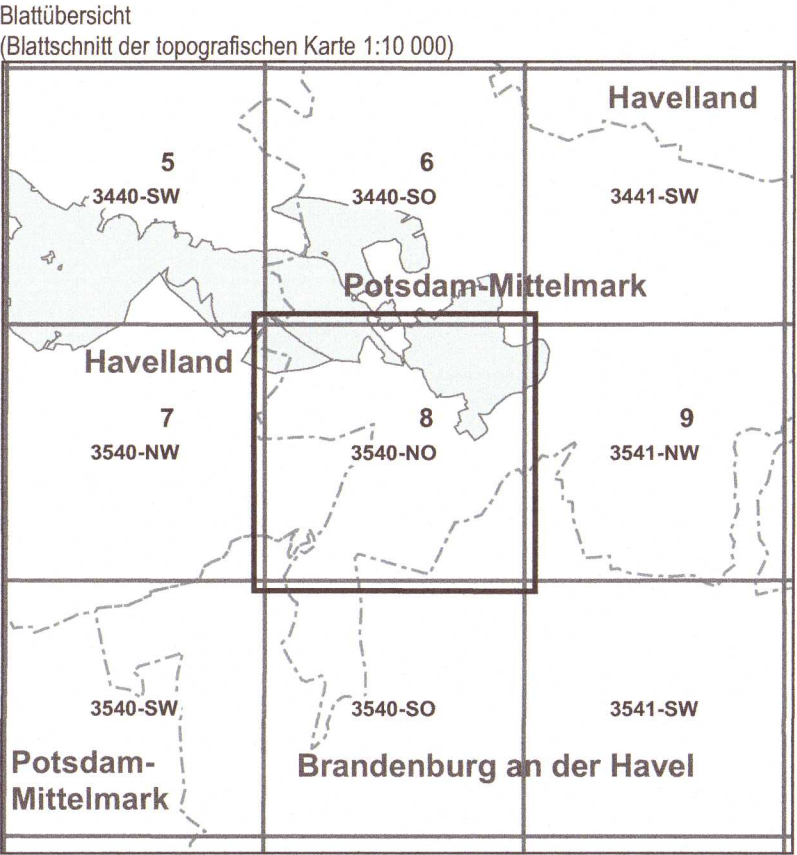 Blattübersicht
(Blattschnitt der topografischen Karte 1:10 000)
Havelland
5
3440-SW
6
3440-SO
3441-SW
Potsdam-Mittelmark
Havelland
7
3540-NW
8
3540-NO
9
3541-NW
3540-SW
3540-SO
3541-SW
Potsdam-
Mittelmark
Brandenburg an der Havel